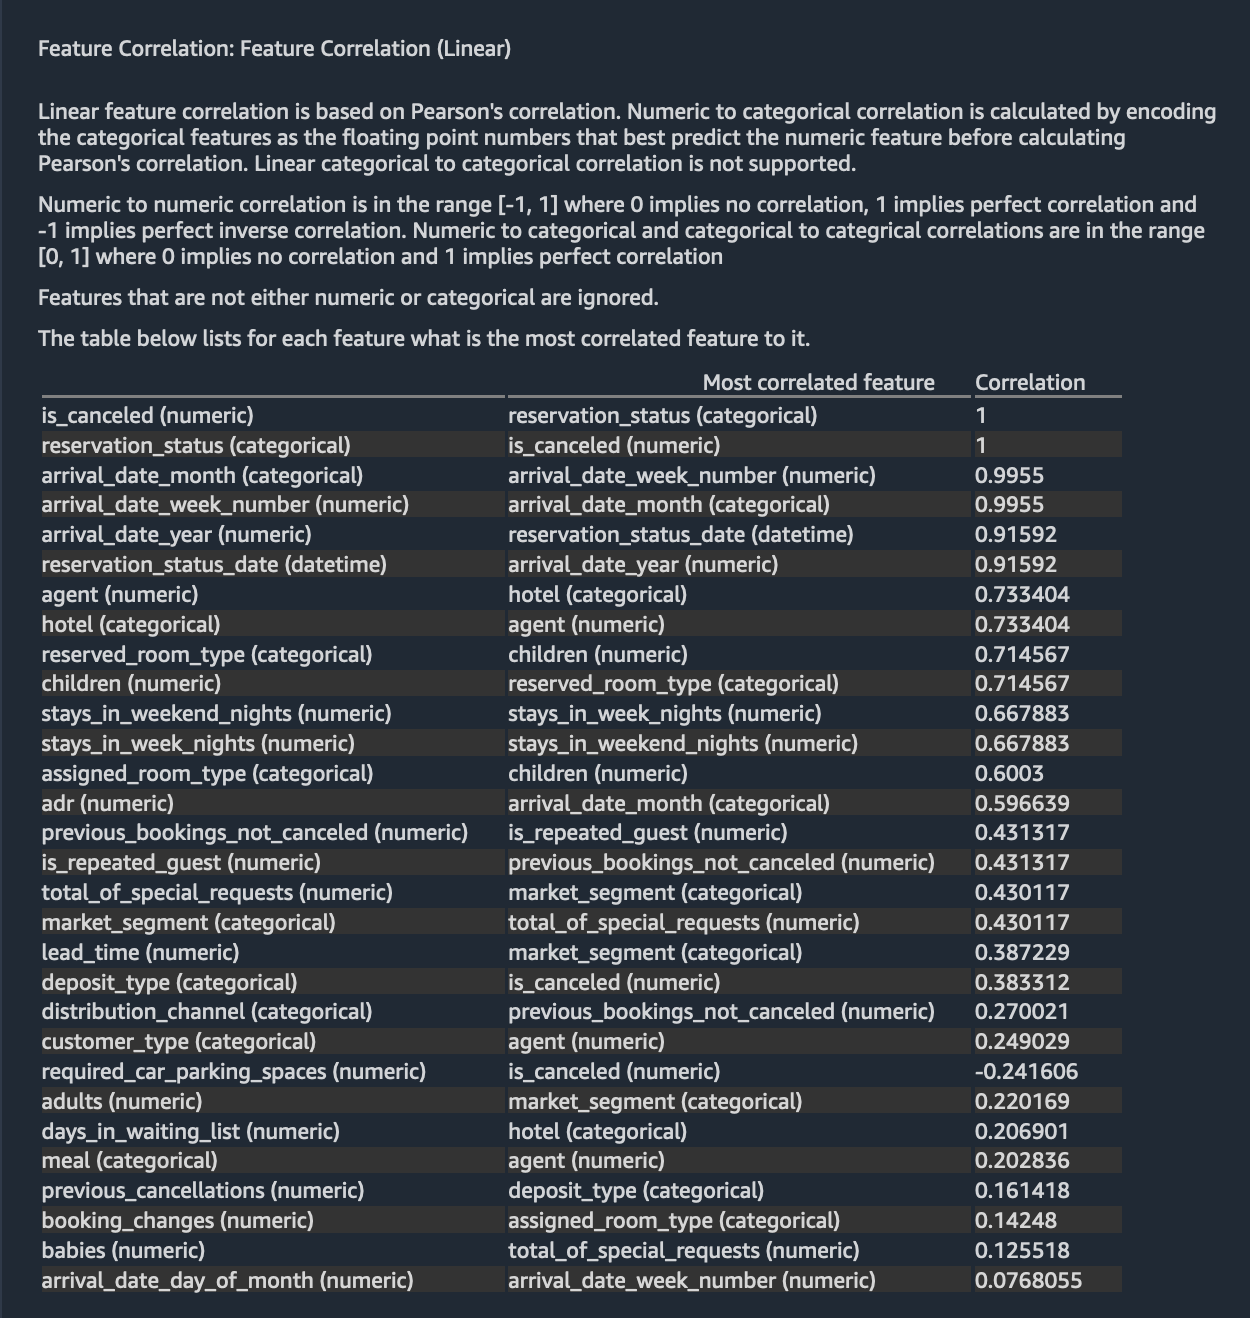 Feature Correlation: Feature Correlation (Linear)
Linear feature correlation is based on Pearson's correlation. Numeric to categorical correlation is calculated by encoding
the categorical features as the floating point numbers that best predict the numeric feature before calculating
Pearson's correlation. Linear categorical to categorical correlation is not supported.
Numeric to numeric correlation is in the range [-1, 1] where 0 implies no correlation, 1 implies perfect correlation and
-1 implies perfect inverse correlation. Numeric to categorical and categorical to categrical correlations are in the range
[0, 1] where 0 implies no correlation and 1 implies perfect correlation
Features that are not either numeric or categorical are ignored.
The table below lists for each feature what is the most correlated feature to it.
Most correlated feature Correlation
is_canceled (numeric) reservation_status (categorical) 1
reservation_status (categorical) is_canceled (numeric) 1
arrival_date_month (categorical) arrival_date_week_number (numeric) 0.9955
arrival_date_week_number (numeric) arrival_date_month (categorical) 0.9955
arrival_date_year (numeric) reservation_status_date (datetime) 0.91592
reservation_status_date (datetime) arrival_date_year (numeric) 0.91592
agent (numeric) hotel (categorical) 0.733404
hotel (categorical) agent (numeric) 0.733404
reserved_room_type (categorical) children (numeric) 0.714567
children (numeric) reserved_room_type (categorical) 0.714567
stays_in_weekend_nights (numeric) stays_in_week_nights (numeric) 0.667883
stays_in_week_nights (numeric) stays_in_weekend_nights (numeric) 0.667883
assigned_room_type (categorical) children (numeric) 0.6003
adr (numeric) arrival_date_month (categorical) 0.596639
previous_bookings_not_canceled (numeric) is_repeated_guest (numeric) 0.431317
is_repeated_guest (numeric) previous_bookings_not_canceled (numeric) 0.431317
total_of_special_requests (numeric) market_segment (categorical) 0.430117
market_segment (categorical) total_of_special_requests (numeric) 0.430117
lead_time (numeric) market_segment (categorical) 0.387229
deposit_type (categorical) is_canceled (numeric) 0.383312
distribution_channel (categorical) previous_bookings_not_canceled (numeric) 0.270021
customer_type (categorical) agent (numeric) 0.249029
required_car_parking_spaces (numeric) is_canceled (numeric) -0.241606
adults (numeric) market_segment (categorical) 0.220169
days_in_waiting_list (numeric) hotel (categorical) 0.206901
meal (categorical) agent (numeric) 0.202836
previous_cancellations (numeric) deposit_type (categorical) 0.161418
booking_changes (numeric) assigned_room_type (categorical) 0.14248
babies (numeric) total_of_special_requests (numeric) 0.125518
arrival_date_day_of_month (numeric) arrival_date_week_number (numeric) 0.0768055